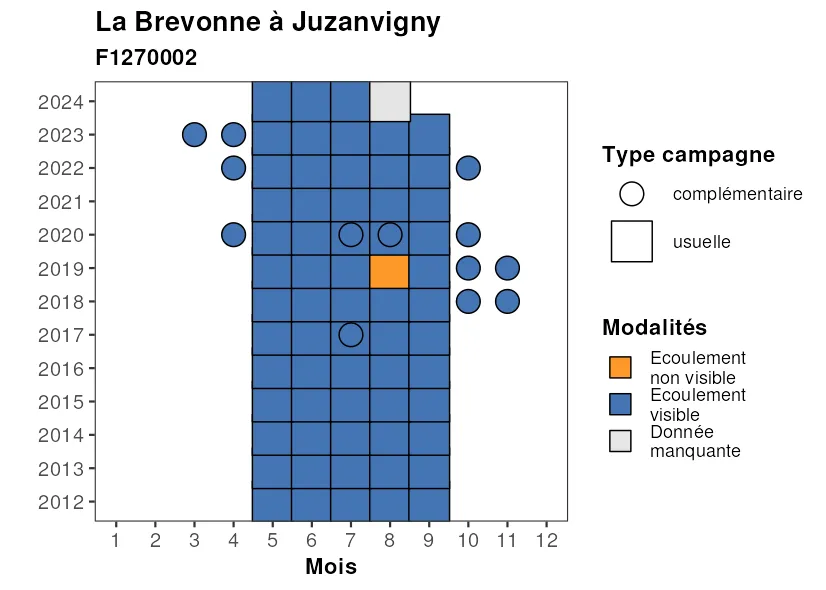 La Brevonne à Juzanvigny
F1270002
2024
2023
2022
2021
2020
2019
2018
2017
2016
2015
2014
2013
2012
1 2 3 4 5 6 7 8 9 10 11 12
Mois
Type campagne
complémentaire
usuelle
Modalités
Ecoulement
non visible
Ecoulement
visible
Donnée
manquante